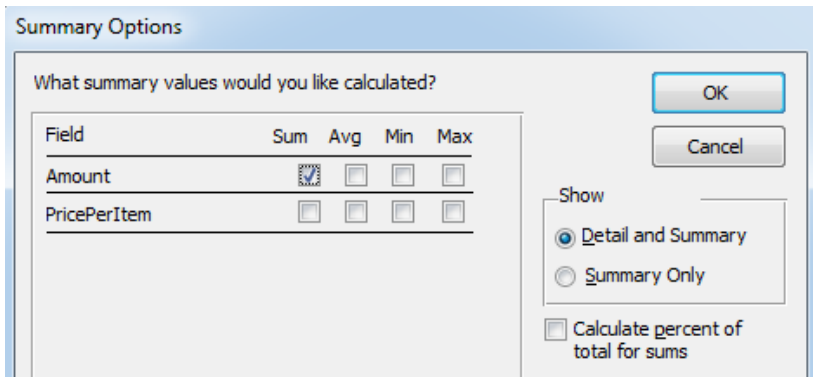 Summary Options
What summary values would you like calculated?
OK
Cancel
Field Sum Avg Min Max
Amount
PricePerItem
Show
Detail and Summary
Summary Only
Calculate percent of
total for sums